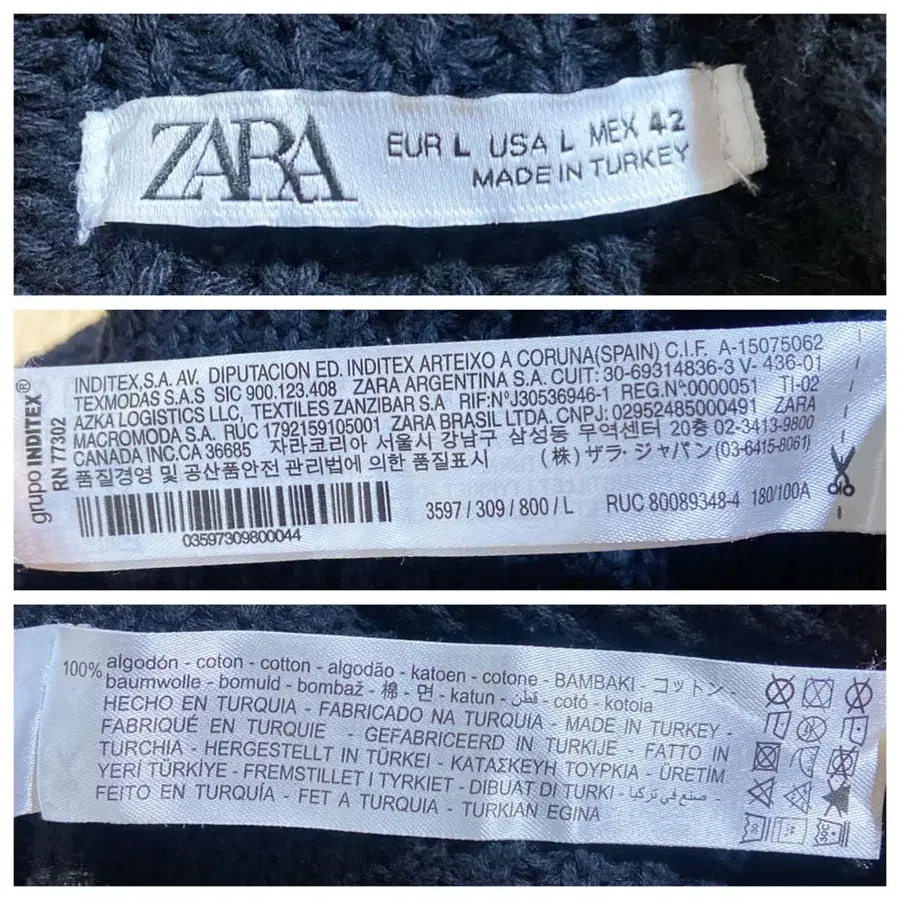 ZARA
EUR L USA L MEX 42
MADE IN TURKEY
grupo INDITEX®
RN 77302
INDITEX,S.A. AV. DIPUTACION ED. INDITEX ARTEIXO A CORUNA(SPAIN) C.I.F. A-15075062
TEXMODAS S.A.S SIC 900.123.408 ZARA ARGENTINA S.A. CUIT: 30-69314836-3 V- 436-01
AZKA LOGISTICS LLC, TEXTILES ZANZIBAR S.A RIF:NºJ30536946-1 REG.Nº0000051 TI-02
MACROMODA S.A. RUC 1792159105001 ZARA BRASIL LTDA. CNPJ: 02952485000491 ZARA
CANADA INC.CA 36685 자라코리아 서울시 강남구 삼성동 무역센터 20층 02-3413-9800
품질경영 및 공산품안전 관리법에 의한 품질표시 (株) ザラ・ジャパン (03-6415-8061)
3597 / 309 / 800 / L RUC 80089348-4 180/100A
03597309800044
100% algodón - coton - cotton - algodão - katoen - cotone - BAMBAKI - コットン -
baumwolle - bomuld - bombaž - 棉 - 면 - katun - قطن - cotó - kotoia
HECHO EN TURQUIA - FABRICADO NA TURQUIA - MADE IN TURKEY -
FABRIQUÉ EN TURQUIE - GEFABRICEERD IN TURKIJE - FATTO IN
TURCHIA - HERGESTELLT IN TÜRKEI - ΚΑΤΑΣΚΕΥΗ ΤΟΥΡΚΙΑ - ÜRETİM
YERİ TÜRKİYE - FREMSTILLET I TYRKIET - DIBUAT DI TURKI - صنع في تركيا -
FEITO EN TURQUÍA - FET A TURQUIA - TURKIAN EGINA